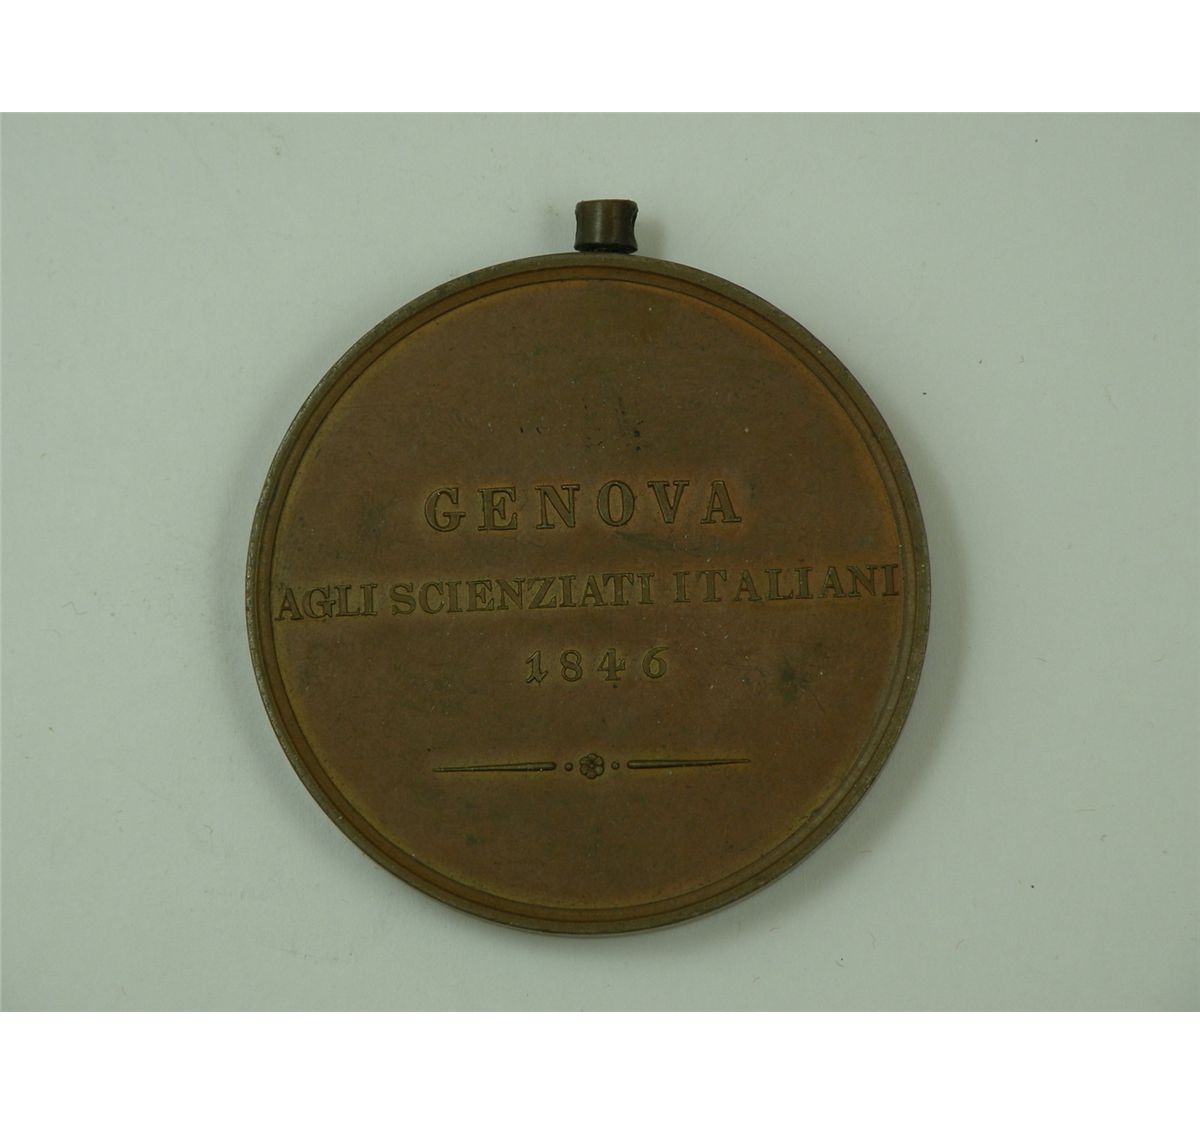 GENOVA
AGLI SCIENZIATI ITALIANI
1846